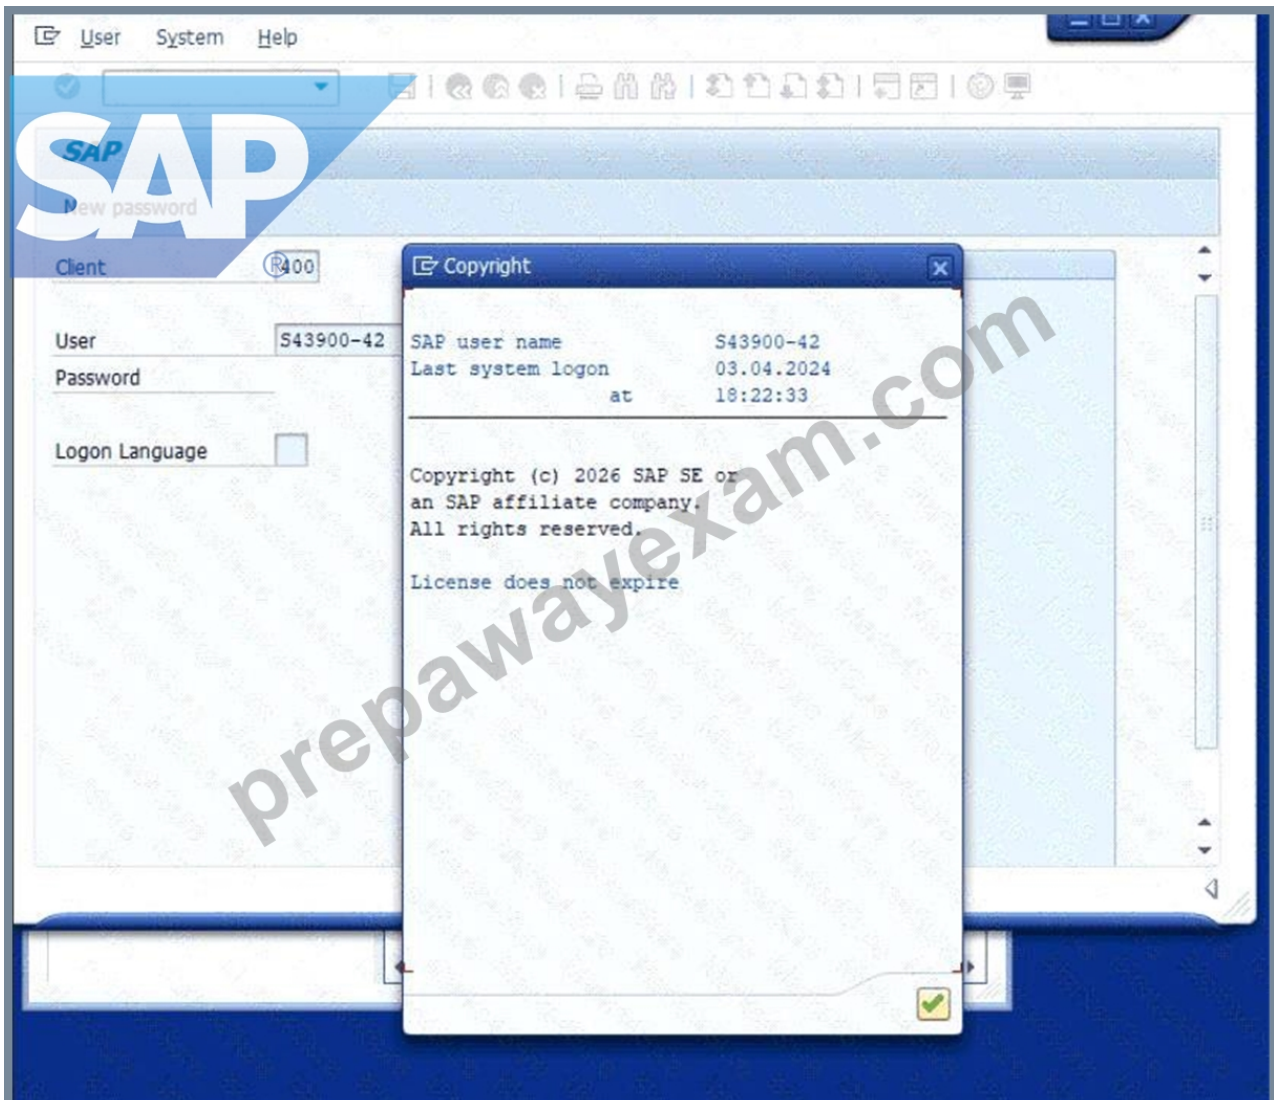 User System Help
SAP
SAP
New password
®
Client 400
User S43900-42
Password
Logon Language
Copyright
SAP user name S43900-42
Last system logon 03.04.2024
at 18:22:33
Copyright (c) 2026 SAP SE or
an SAP affiliate company.
All rights reserved.
License does not expire
prepawayexam.com